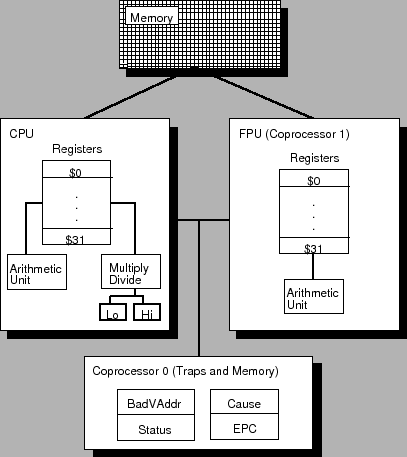 Memory
CPU
Registers
$0
.
.
.
$31
Arithmetic
Unit
Multiply
Divide
Lo
Hi
FPU (Coprocessor 1)
Registers
$0
.
.
.
$31
Arithmetic
Unit
Coprocessor 0 (Traps and Memory)
BadVAddr
Cause
Status
EPC